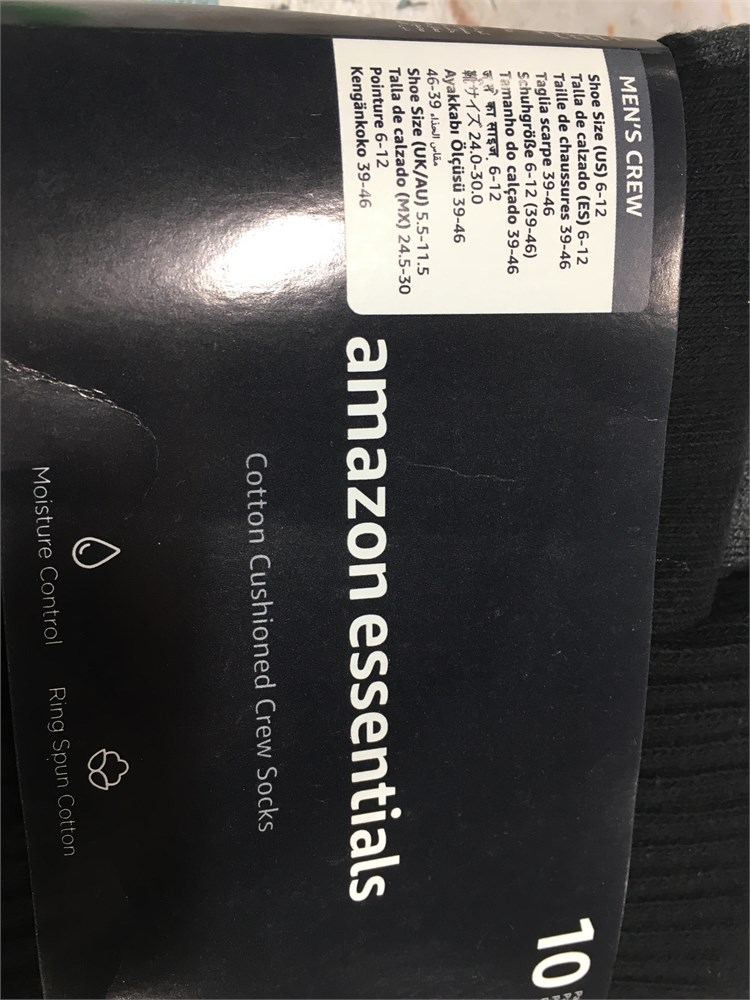 MEN'S CREW
Shoe Size (US) 6-12
Talla de calzado (ES) 6-12
Taille de chaussures 39-46
Taglia scarpe 39-46
Schuhgröße 6-12 (39-46)
Tamanho do calçado 39-46
जूते का साइज़. 6-12
靴サイズ 24.0-30.0
Ayakkabı Ölçüsü 39-46
مقاس الحذاء 39-46
Shoe Size (UK/AU) 5.5-11.5
Talla de calzado (MX) 24.5-30
Pointure 6-12
Kengänkoko 39-46
10
amazon essentials
Cotton Cushioned Crew Socks
Moisture Control
Ring Spun Cotton